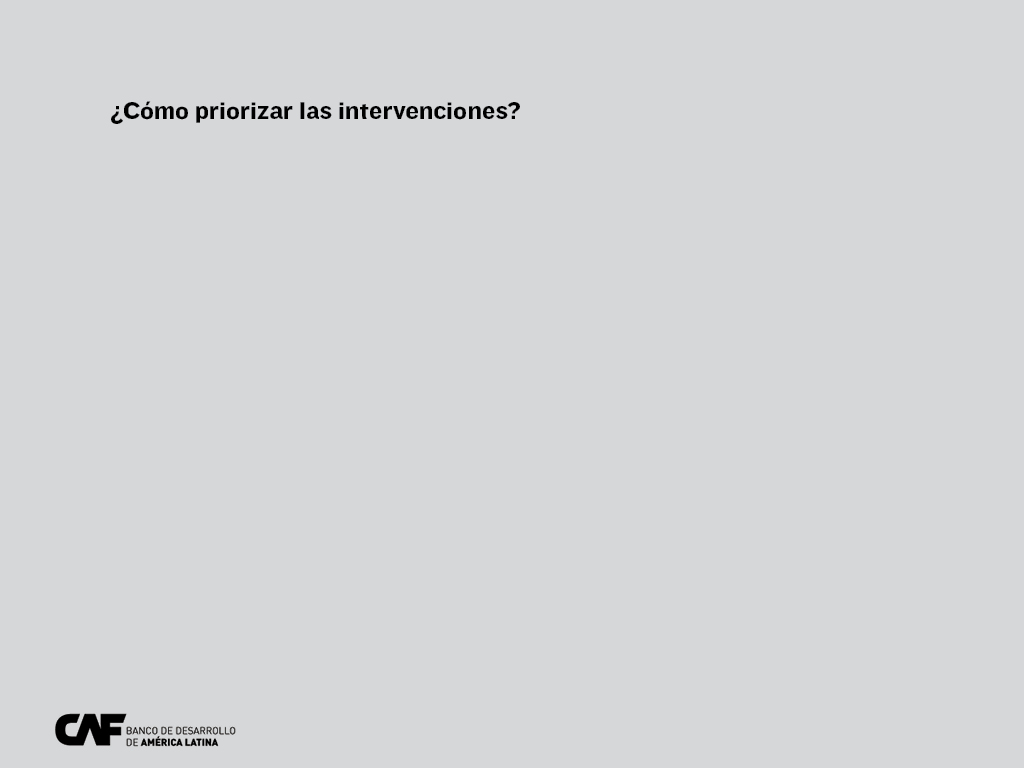 ¿Cómo priorizar las intervenciones?
CAF
BANCO DE DESARROLLO
DE AMÉRICA LATINA